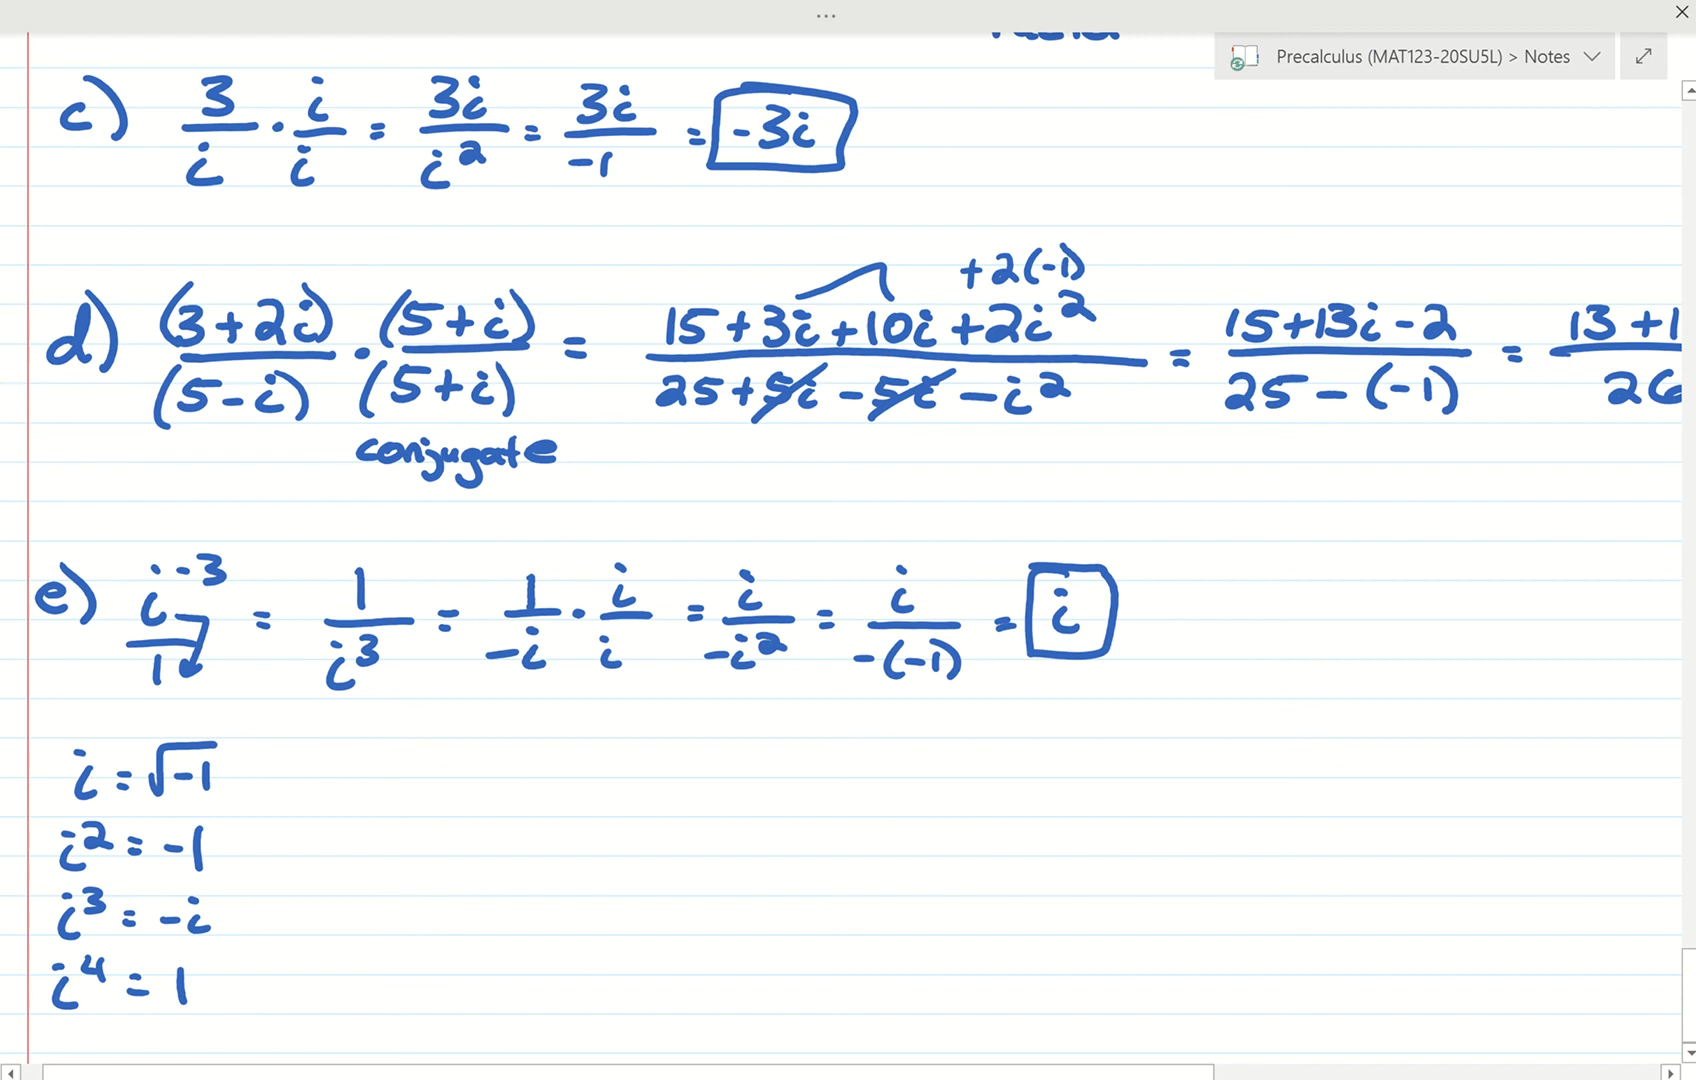 Precalculus (MAT123-20SU5L) > Notes
c) 3/i · i/i = 3i/i² = 3i/-1 = -3i
+2(-1)
d) (3+2i)/(5-i) · (5+i)/(5+i) = (15+3i+10i+2i²)/(25+5i-5i-i²) = (15+13i-2)/(25-(-1)) = 13+1/26
conjugate
e) i⁻³/1 = 1/i³ = 1/-i · i/i = i/-i² = i/-(-1) = i
i = √-1
i² = -1
i³ = -i
i⁴ = 1